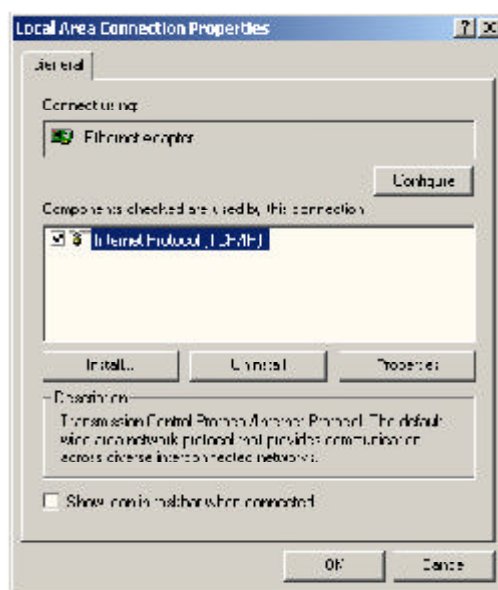 Local Area Connection Properties
General
Connect using:
Ethernet Adapter
Configure
Components checked are used by this connection
Internet Protocol (TCP/IP)
Install...
Uninstall
Properties
Description
Transmission Control Protocol/Internet Protocol. The default
wide area network protocol that provides communication
across diverse interconnected networks.
Show icon in taskbar when connected
OK
Cancel